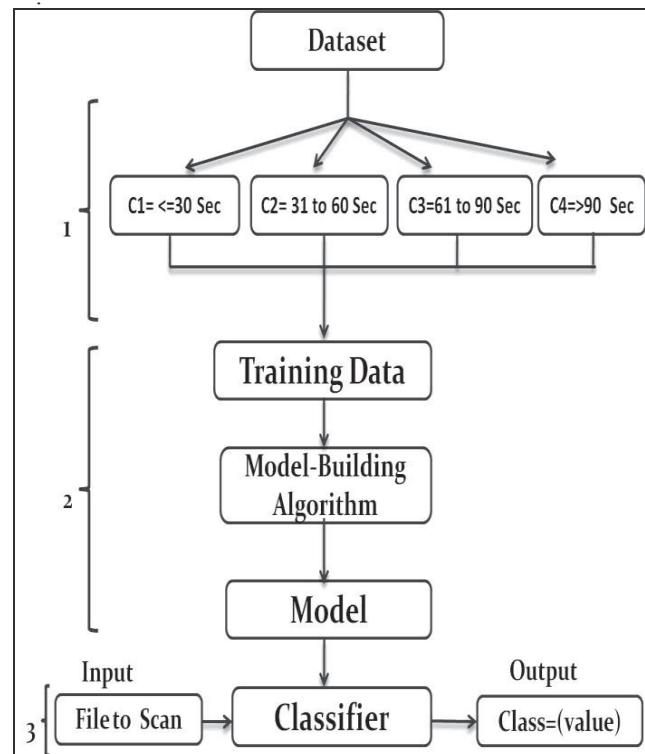 Dataset
C1= <=30 Sec
C2= 31 to 60 Sec
C3=61 to 90 Sec
C4=>90 Sec
1
Training Data
Model-Building
Algorithm
2
Model
Input
Output
3
File to Scan
Classifier
Class=(value)